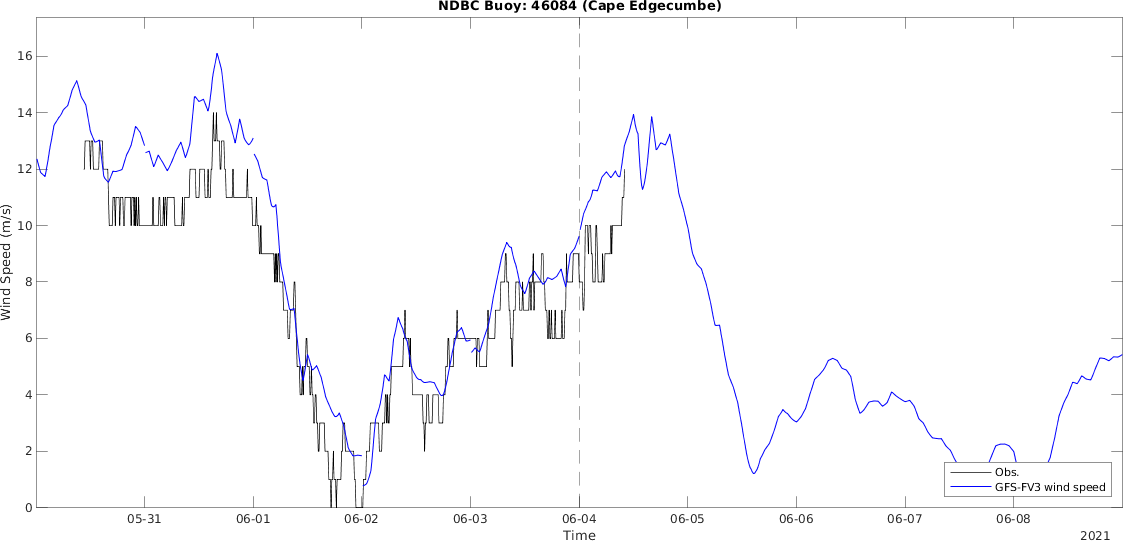 NDBC Buoy: 46084 (Cape Edgecumbe)
16
14
12
10
8
6
4
2
0
Wind Speed (m/s)
05-31 06-01 06-02 06-03 06-04 06-05 06-06 06-07 06-08
Time
2021
Obs.
GFS-FV3 wind speed